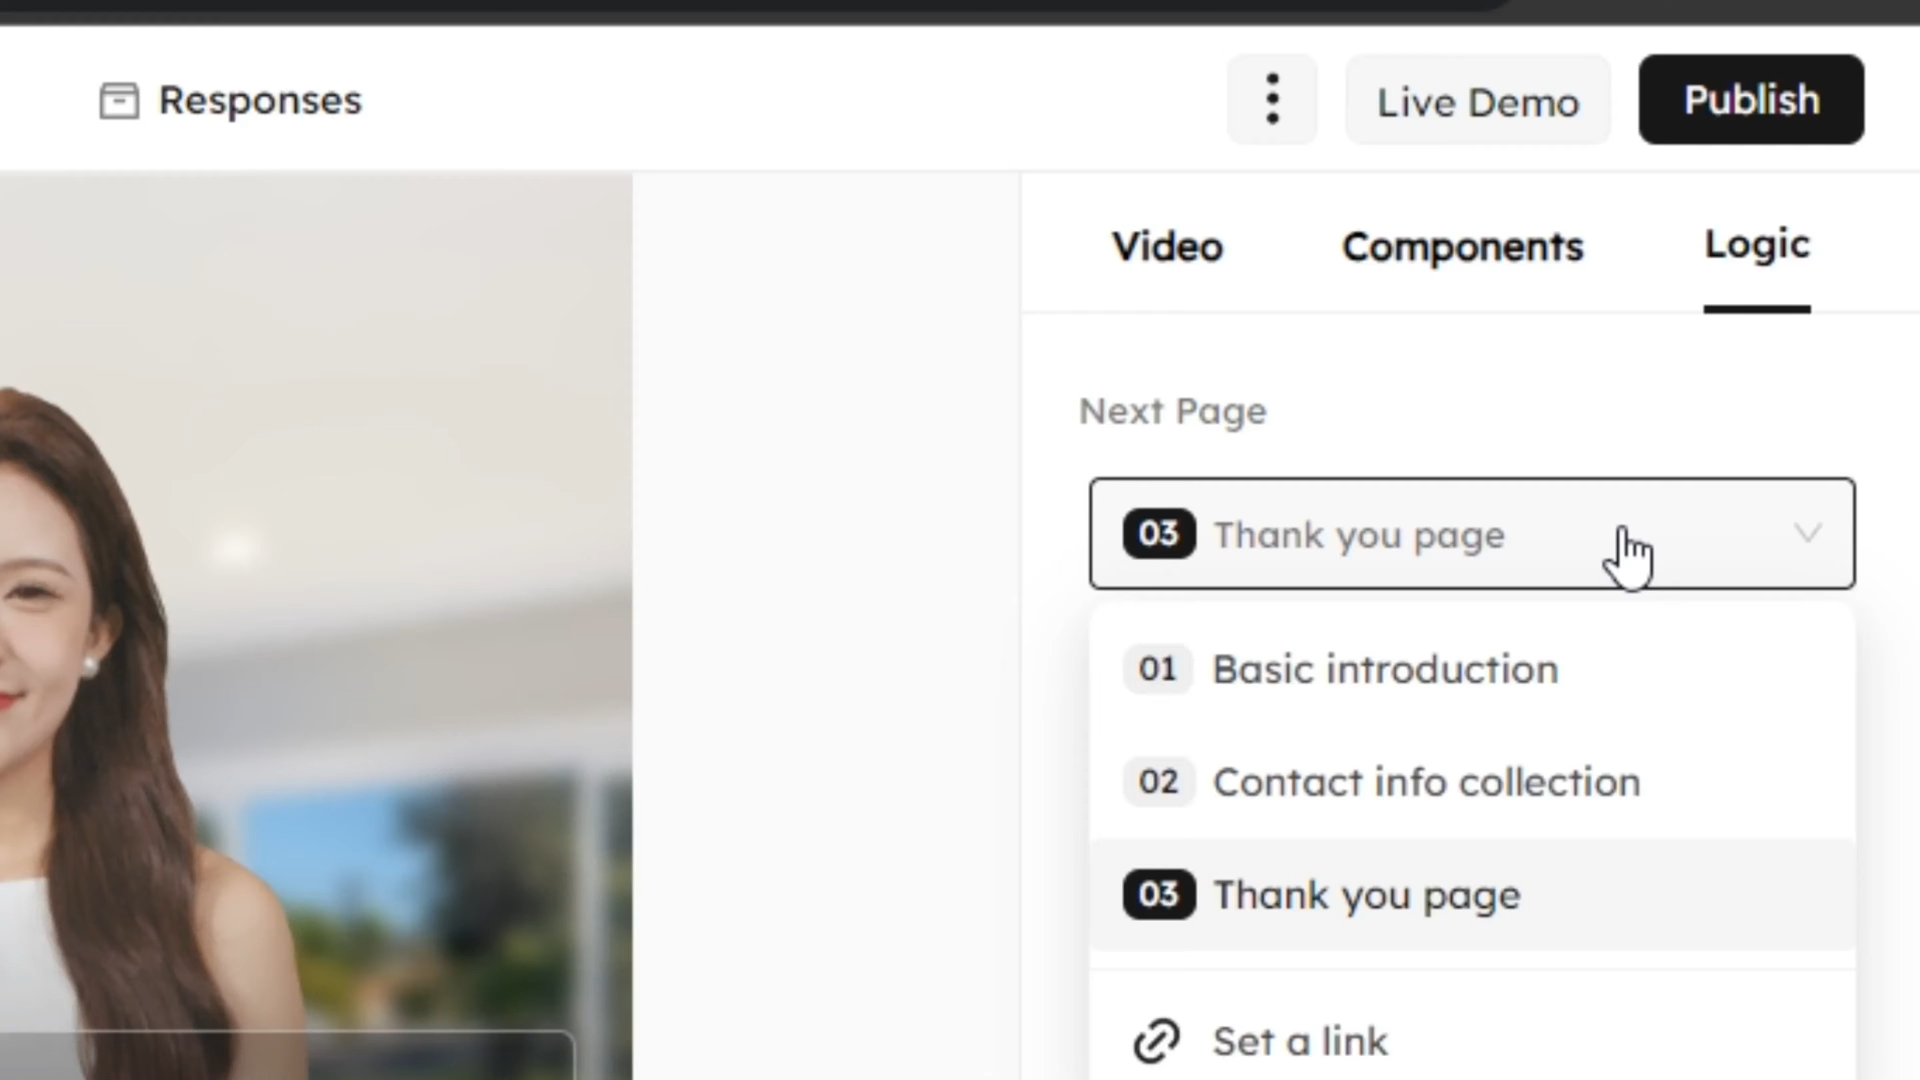 Responses
Live Demo
Publish
Video
Components
Logic
Next Page
03 Thank you page
01 Basic introduction
02 Contact info collection
03 Thank you page
Set a link